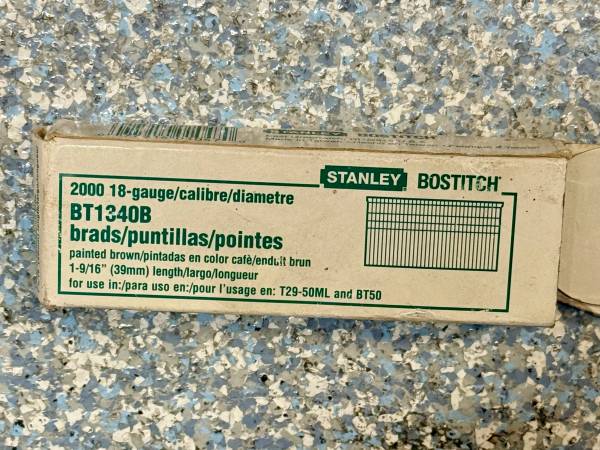 STANLEY BOSTITCH
2000 18-gauge/calibre/diametre
BT1340B
brads/puntillas/pointes
painted brown/pintadas en color cafè/enduit brun
1-9/16" (39mm) length/largo/longueur
for use in:/para uso en:/pour l'usage en: T29-50ML and BT50